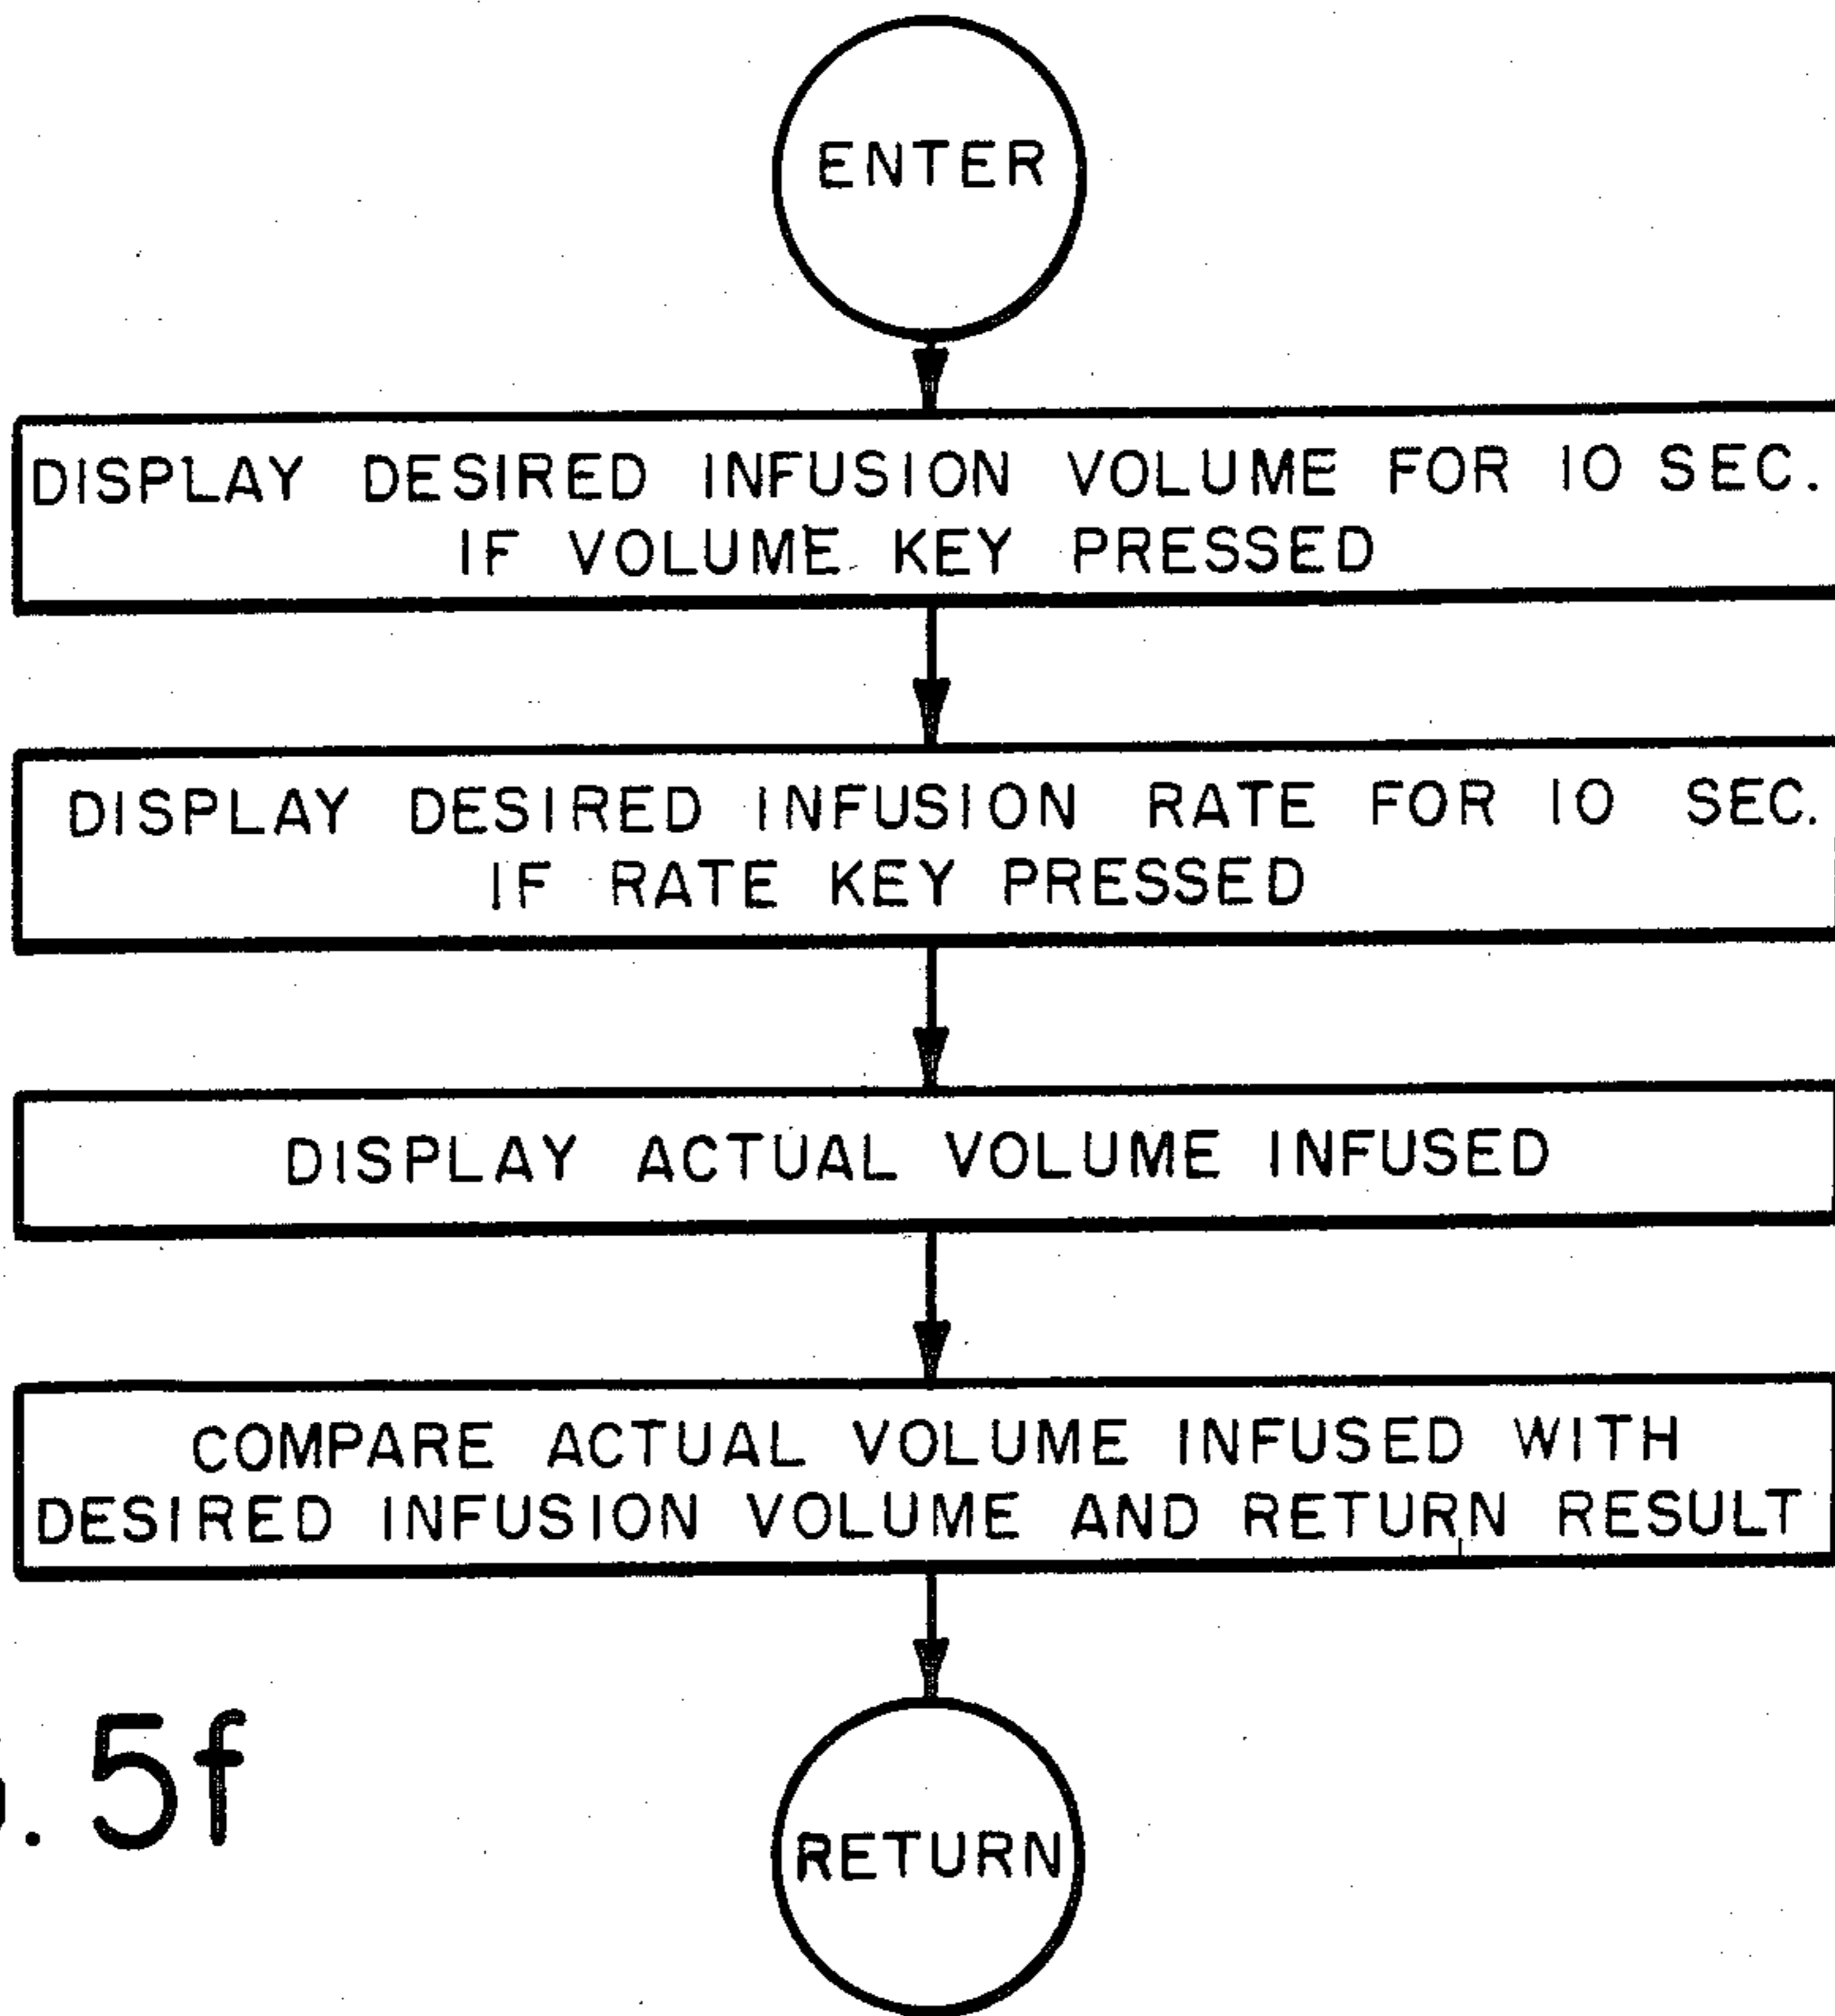 ENTER
DISPLAY DESIRED INFUSION VOLUME FOR 10 SEC.
IF VOLUME KEY PRESSED
DISPLAY DESIRED INFUSION RATE FOR 10 SEC.
IF RATE KEY PRESSED
DISPLAY ACTUAL VOLUME INFUSED
COMPARE ACTUAL VOLUME INFUSED WITH
DESIRED INFUSION VOLUME AND RETURN RESULT
5f
RETURN